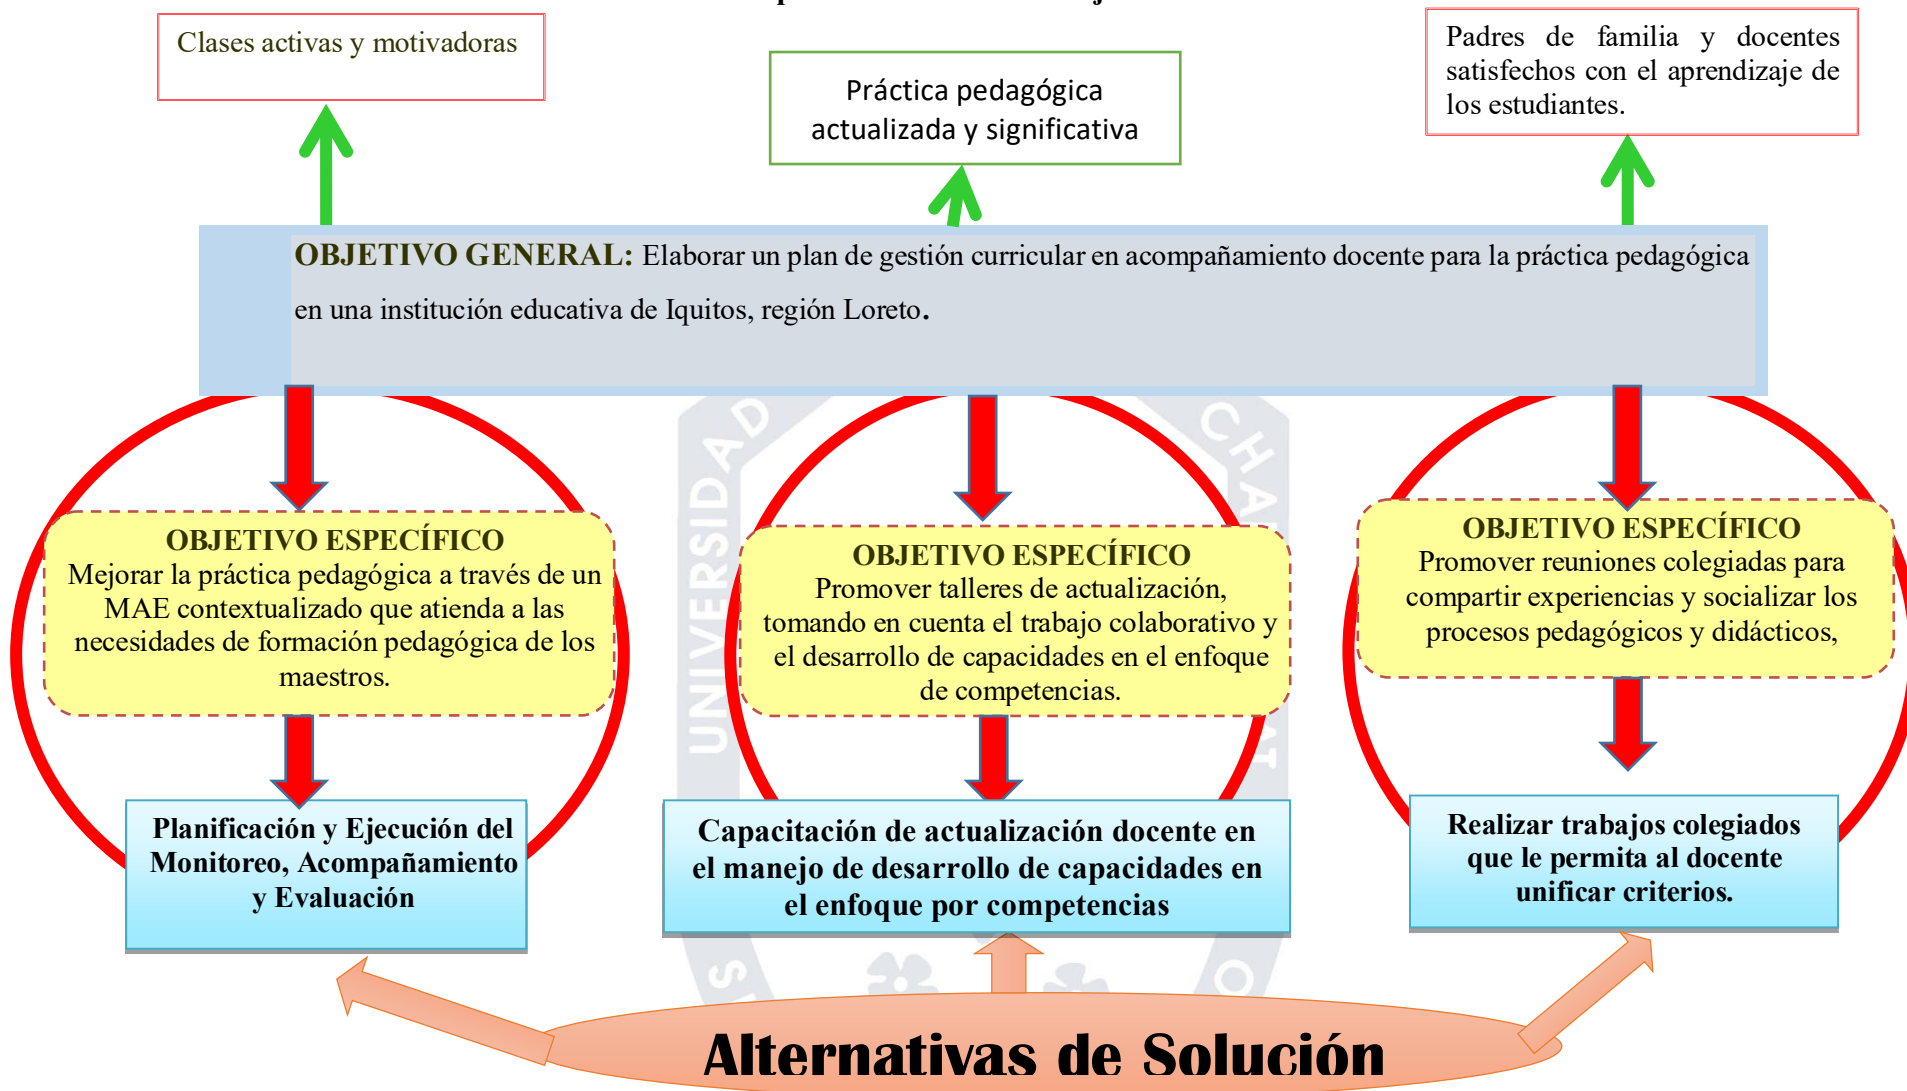 Clases activas y motivadoras
Práctica pedagógica
actualizada y significativa
Padres de familia y docentes
satisfechos con el aprendizaje de
los estudiantes.
OBJETIVO GENERAL: Elaborar un plan de gestión curricular en acompañamiento docente para la práctica pedagógica
en una institución educativa de Iquitos, región Loreto.
OBJETIVO ESPECÍFICO
Mejorar la práctica pedagógica a través de un
MAE contextualizado que atienda a las
necesidades de formación pedagógica de los
maestros.
OBJETIVO ESPECÍFICO
Promover talleres de actualización,
tomando en cuenta el trabajo colaborativo y
el desarrollo de capacidades en el enfoque
de competencias.
OBJETIVO ESPECÍFICO
Promover reuniones colegiadas para
compartir experiencias y socializar los
procesos pedagógicos y didácticos,
Planificación y Ejecución del
Monitoreo, Acompañamiento
y Evaluación
Capacitación de actualización docente en
el manejo de desarrollo de capacidades en
el enfoque por competencias
Realizar trabajos colegiados
que le permita al docente
unificar criterios.
Alternativas de Solución
UNIVERSIDAD